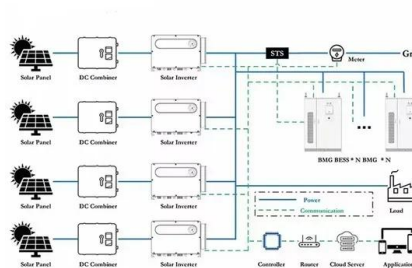 STS
Meter
Solar Panel
DC Combiner
Solar Inverter
Solar Panel
DC Combiner
Solar Inverter
BMG BESS * N BMG * N
Solar Panel
DC Combiner
Solar Inverter
Power
Communication
Load
Solar Panel
DC Combiner
Solar Inverter
Controller
Router
Cloud Server
Application